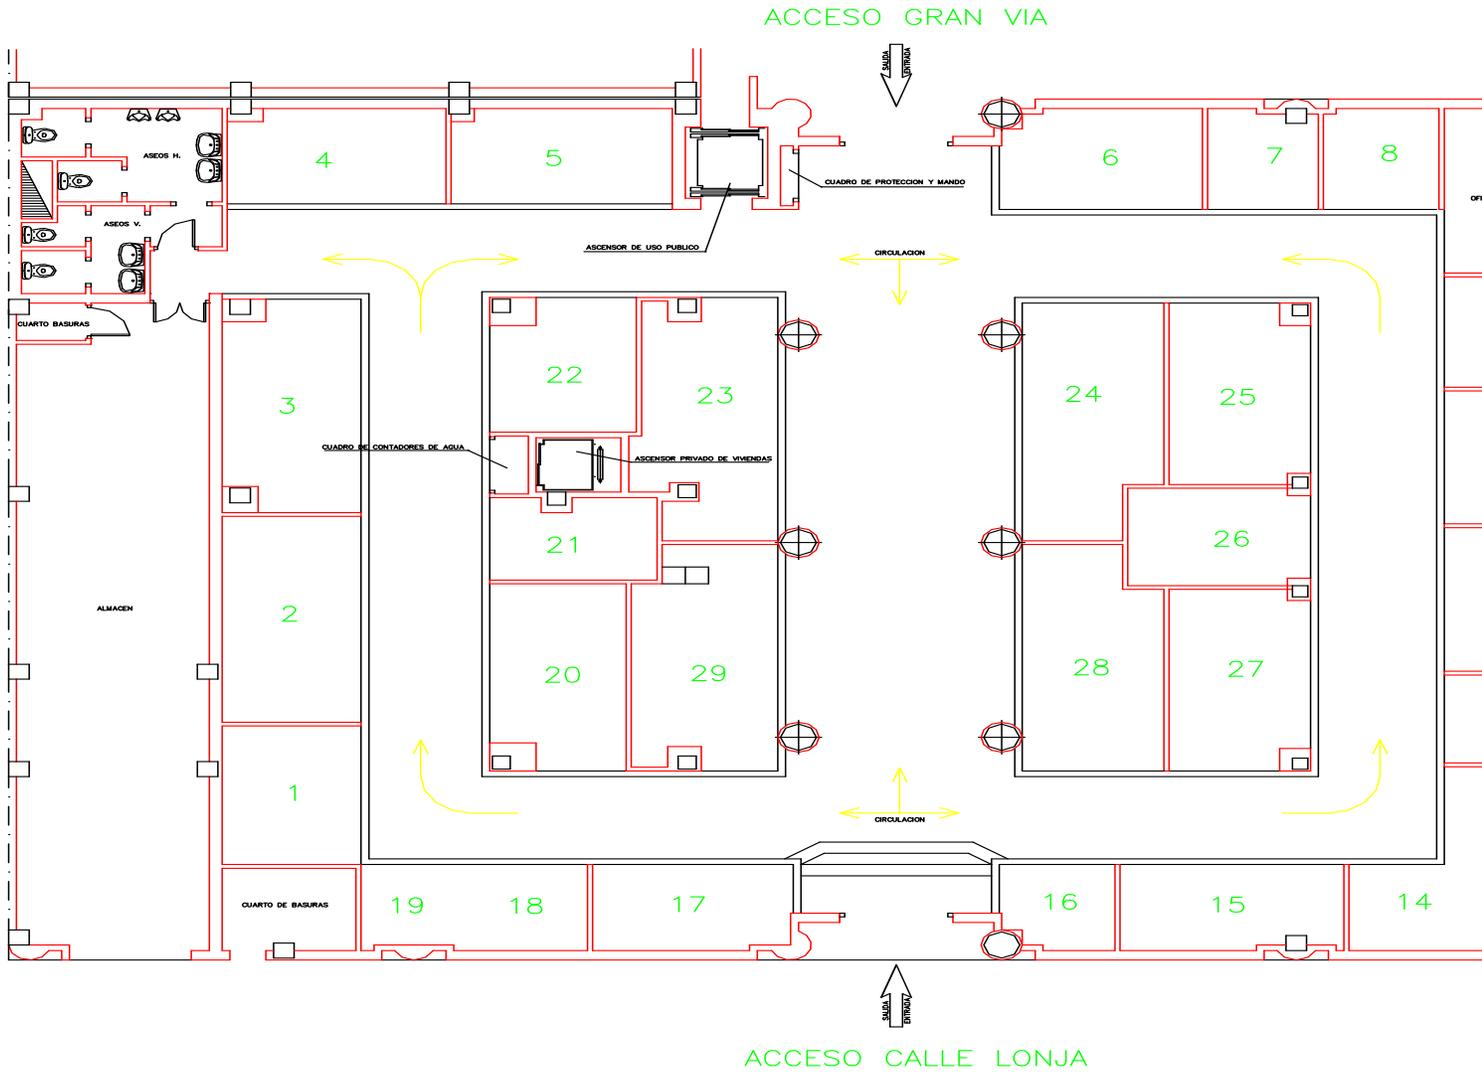 ACCESO GRAN VIA
SALIDA
ENTRADA
4
5
6
7
8
ASEOS H.
CUADRO DE PROTECCION Y MANDO
ASEOS V.
ASCENSOR DE USO PUBLICO
CIRCULACION
CUARTO BASURAS
3
22
23
24
25
CUADRO DE CONTADORES DE AGUA
ASCENSOR PRIVADO DE VIVIENDAS
21
26
ALMACEN
2
20
29
28
27
1
CIRCULACION
CUARTO DE BASURAS
19
18
17
16
15
14
SALIDA
ENTRADA
ACCESO CALLE LONJA